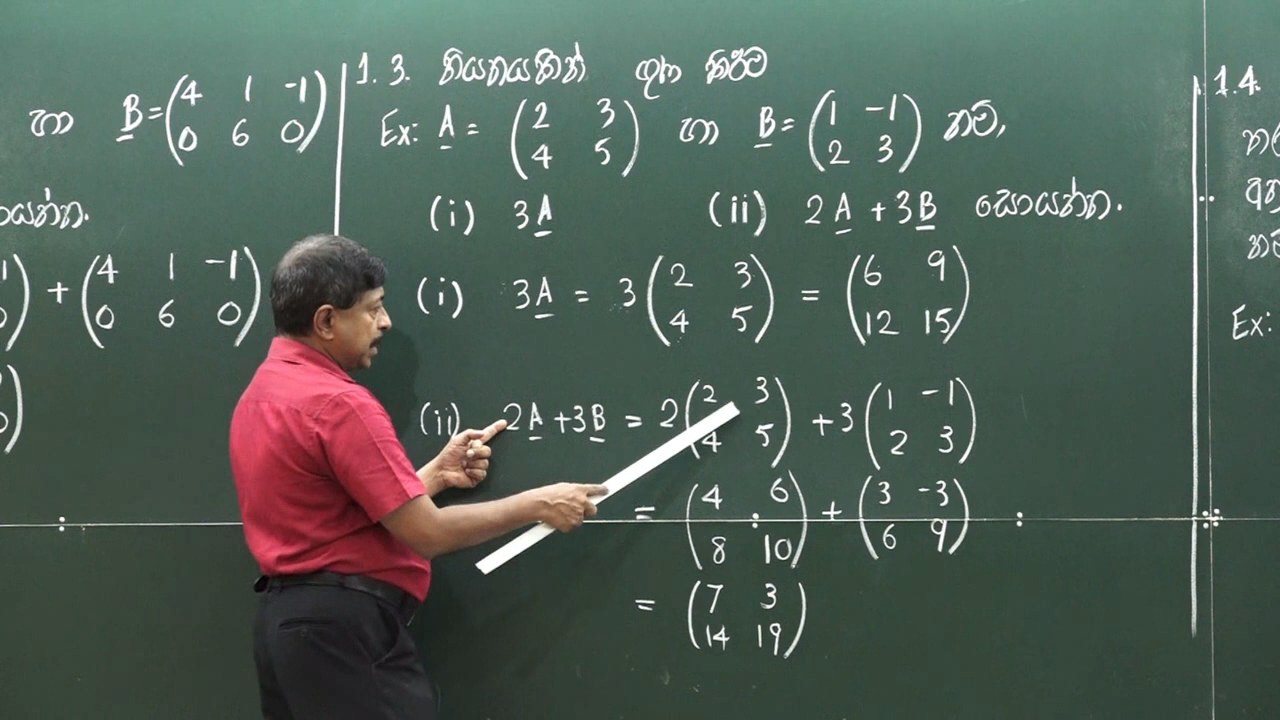 හා B = (4 1 -1
0 6 0)
) + (4 1 -1
0 6 0)
1.3. නියතයකින් ගුණ කිරීම
Ex: A = (2 3
4 5) හා B = (1 -1
2 3) නම්,
(i) 3A (ii) 2A + 3B සොයන්න.
(i) 3A = 3 (2 3
4 5) = (6 9
12 15)
(ii) 2A + 3B = 2 (2 3
4 5) + 3 (1 -1
2 3)
= (4 6
8 10) + (3 -3
6 9)
= (7 3
14 19)
1.4.
Ex: